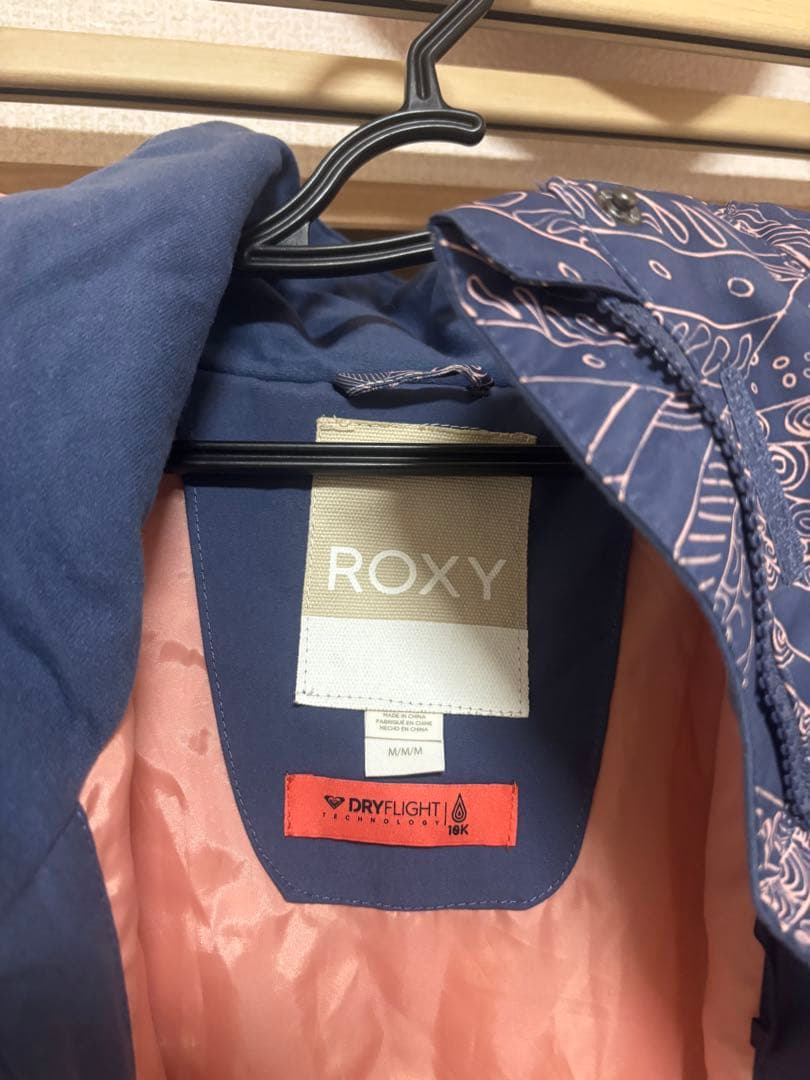 ROXY
MADE IN CHINA
FABRIQUÉ EN CHINE
HECHO EN CHINA
M/M/M
DRYFLIGHT
TECHNOLOGY
10K